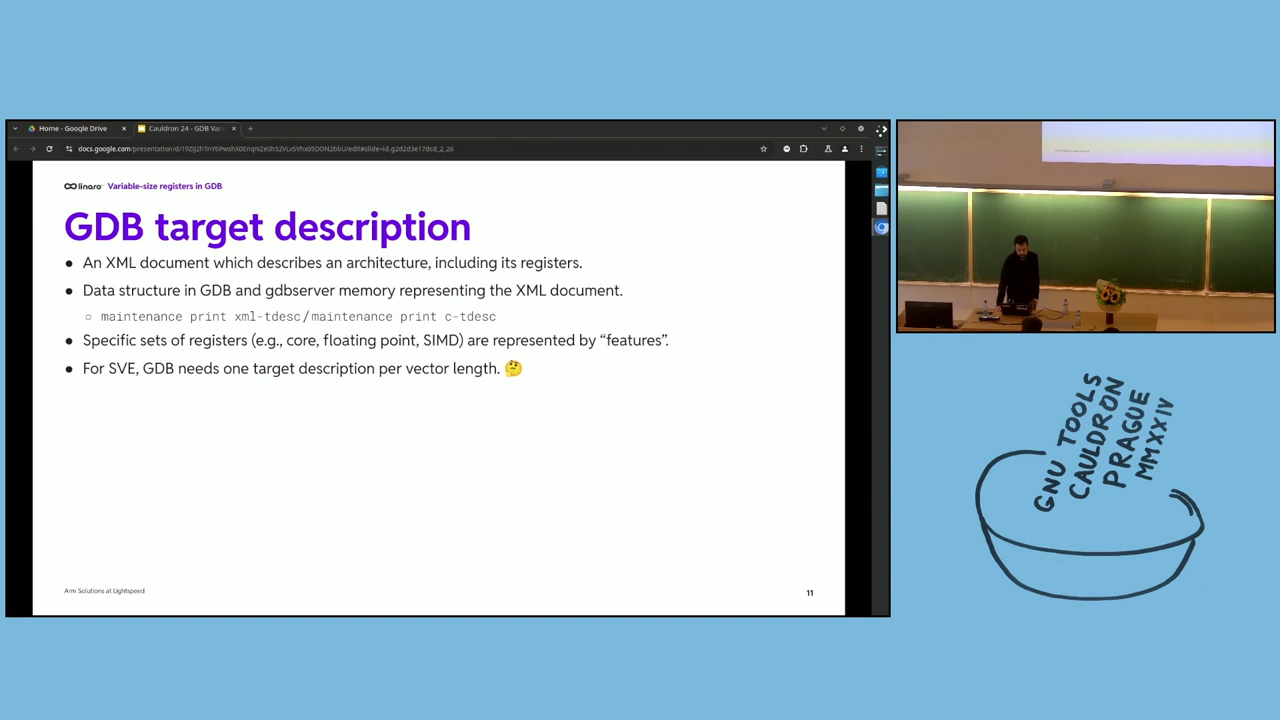 Home - Google Drive
Cauldron 24 - GDB Var
linaro
Variable-size registers in GDB
GDB target description
● An XML document which describes an architecture, including its registers.
● Data structure in GDB and gdbserver memory representing the XML document.
○ maintenance print xml-tdesc/maintenance print c-tdesc
● Specific sets of registers (e.g., core, floating point, SIMD) are represented by “features”.
● For SVE, GDB needs one target description per vector length. 🤔
Arm Solutions at Lightspeed
11
GNU TOOLS
CAULDRON
PRAGUE
MMXXIV